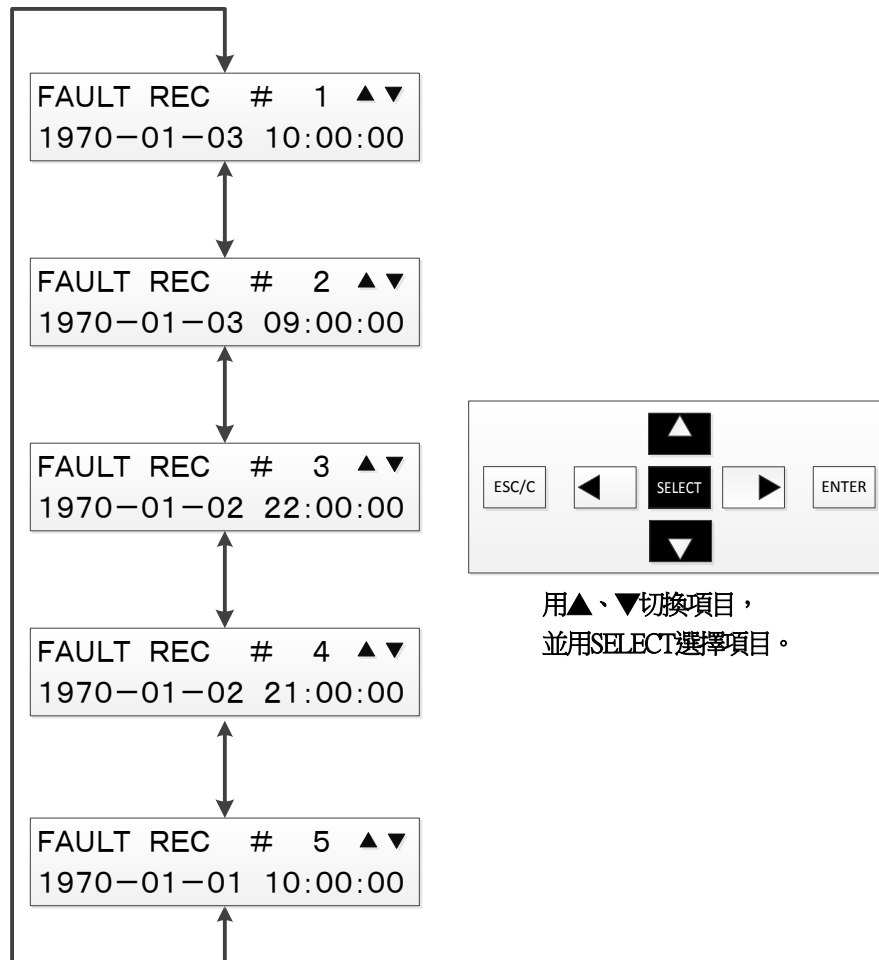 FAULT REC # 1 ▲ ▼
1970-01-03 10:00:00
FAULT REC # 2 ▲ ▼
1970-01-03 09:00:00
FAULT REC # 3 ▲ ▼
1970-01-02 22:00:00
FAULT REC # 4 ▲ ▼
1970-01-02 21:00:00
FAULT REC # 5 ▲ ▼
1970-01-01 10:00:00
ESC/C
SELECT
ENTER
用▲、▼切換項目，
並用SELECT選擇項目。